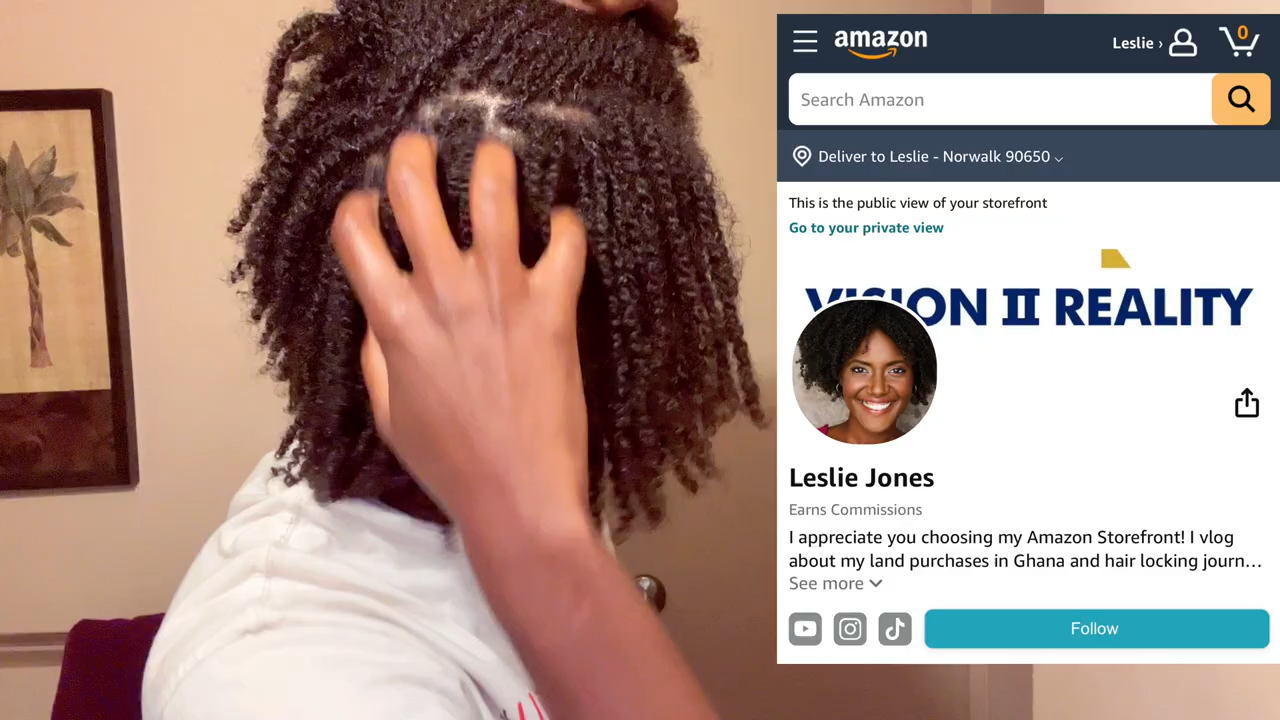 amazon
Leslie ›
0
Search Amazon
Deliver to Leslie - Norwalk 90650
This is the public view of your storefront
Go to your private view
VISION II REALITY
Leslie Jones
Earns Commissions
I appreciate you choosing my Amazon Storefront! I vlog
about my land purchases in Ghana and hair locking journ...
See more
Follow